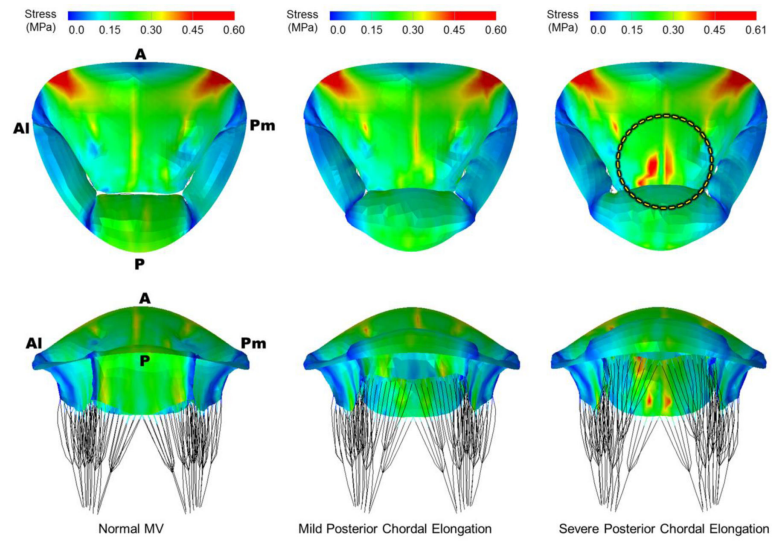 Stress (MPa) 0.0 0.15 0.30 0.45 0.60
Stress (MPa) 0.0 0.15 0.30 0.45 0.60
Stress (MPa) 0.0 0.15 0.30 0.45 0.61
A
Al
Pm
P
A
Al
Pm
P
Normal MV
Mild Posterior Chordal Elongation
Severe Posterior Chordal Elongation